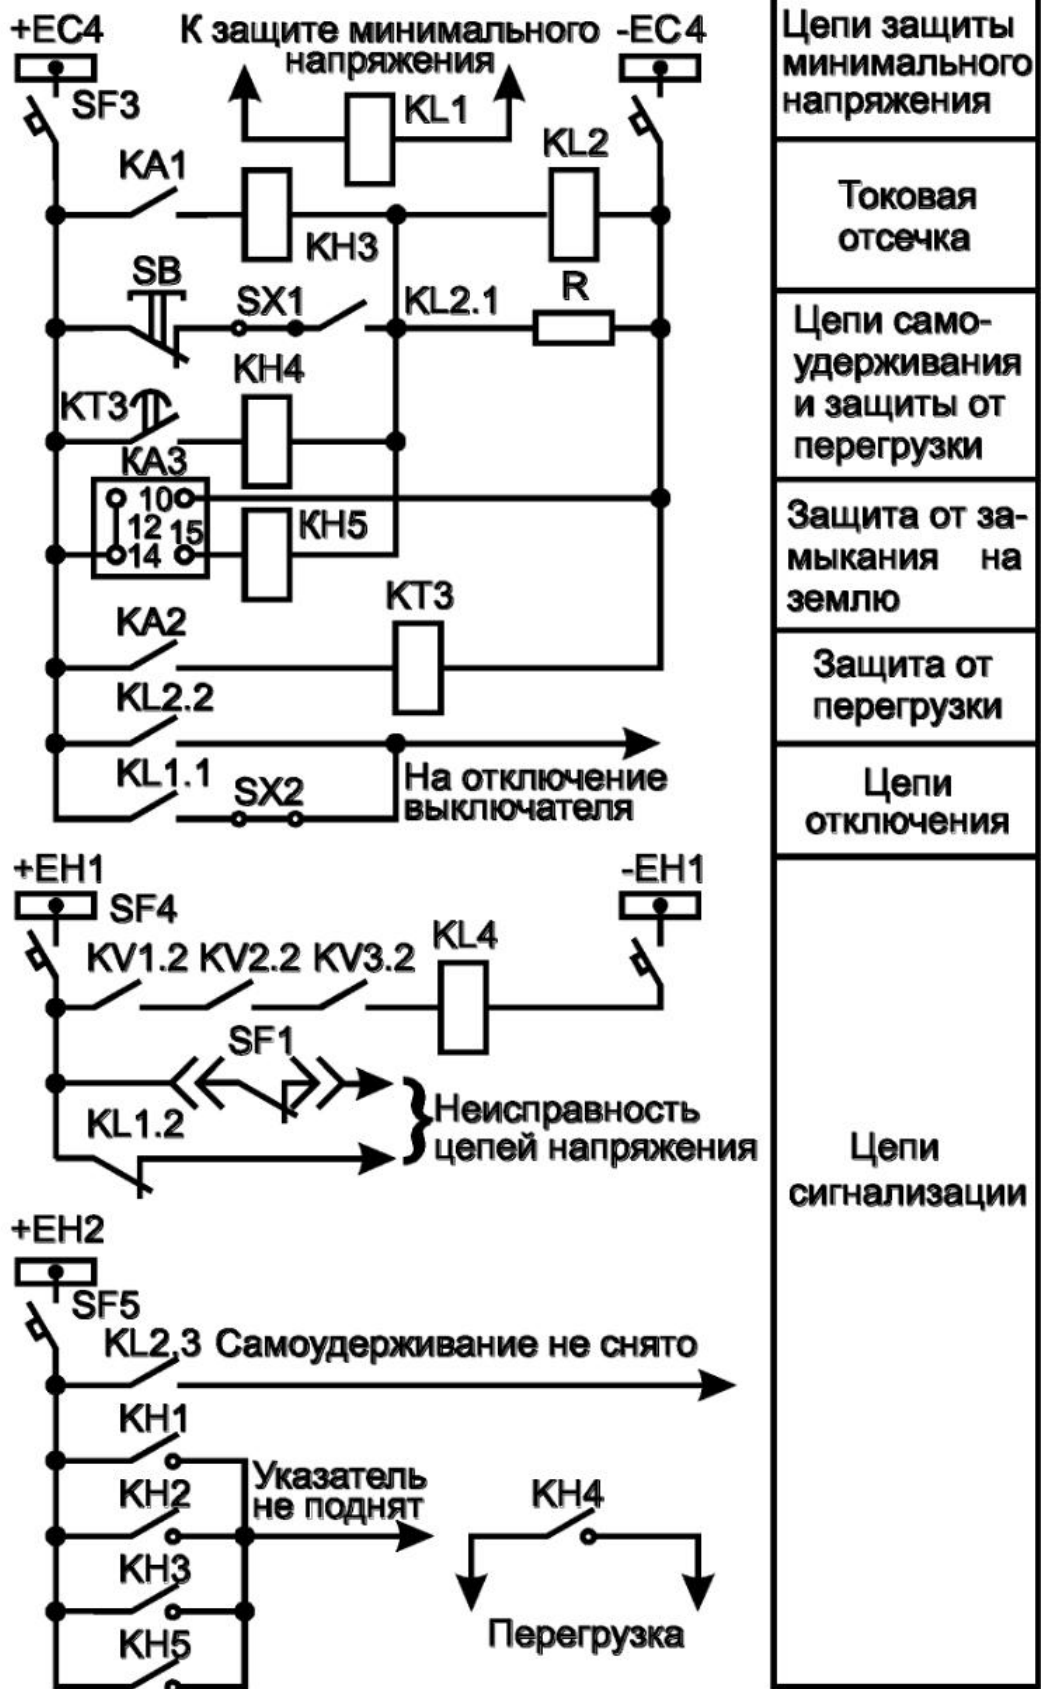 +EC4
К защите минимального
напряжения
-EC4
SF3
KL1
KL2
KA1
KH3
SB
SX1
KL2.1
R
KH4
KT3
KA3
10
12 15
14
KH5
KT3
KA2
KL2.2
KL1.1
SX2
На отключение
выключателя
+EH1
-EH1
SF4
KL4
KV1.2 KV2.2 KV3.2
SF1
KL1.2
Неисправность
цепей напряжения
+EH2
SF5
KL2.3 Самоудерживание не снято
KH1
Указатель
не поднят
KH2
KH4
KH3
Перегрузка
KH5
Цепи защиты
минимального
напряжения
Токовая
отсечка
Цепи само-
удерживания
и защиты от
перегрузки
Защита от за-
мыкания на
землю
Защита от
перегрузки
Цепи
отключения
Цепи
сигнализации